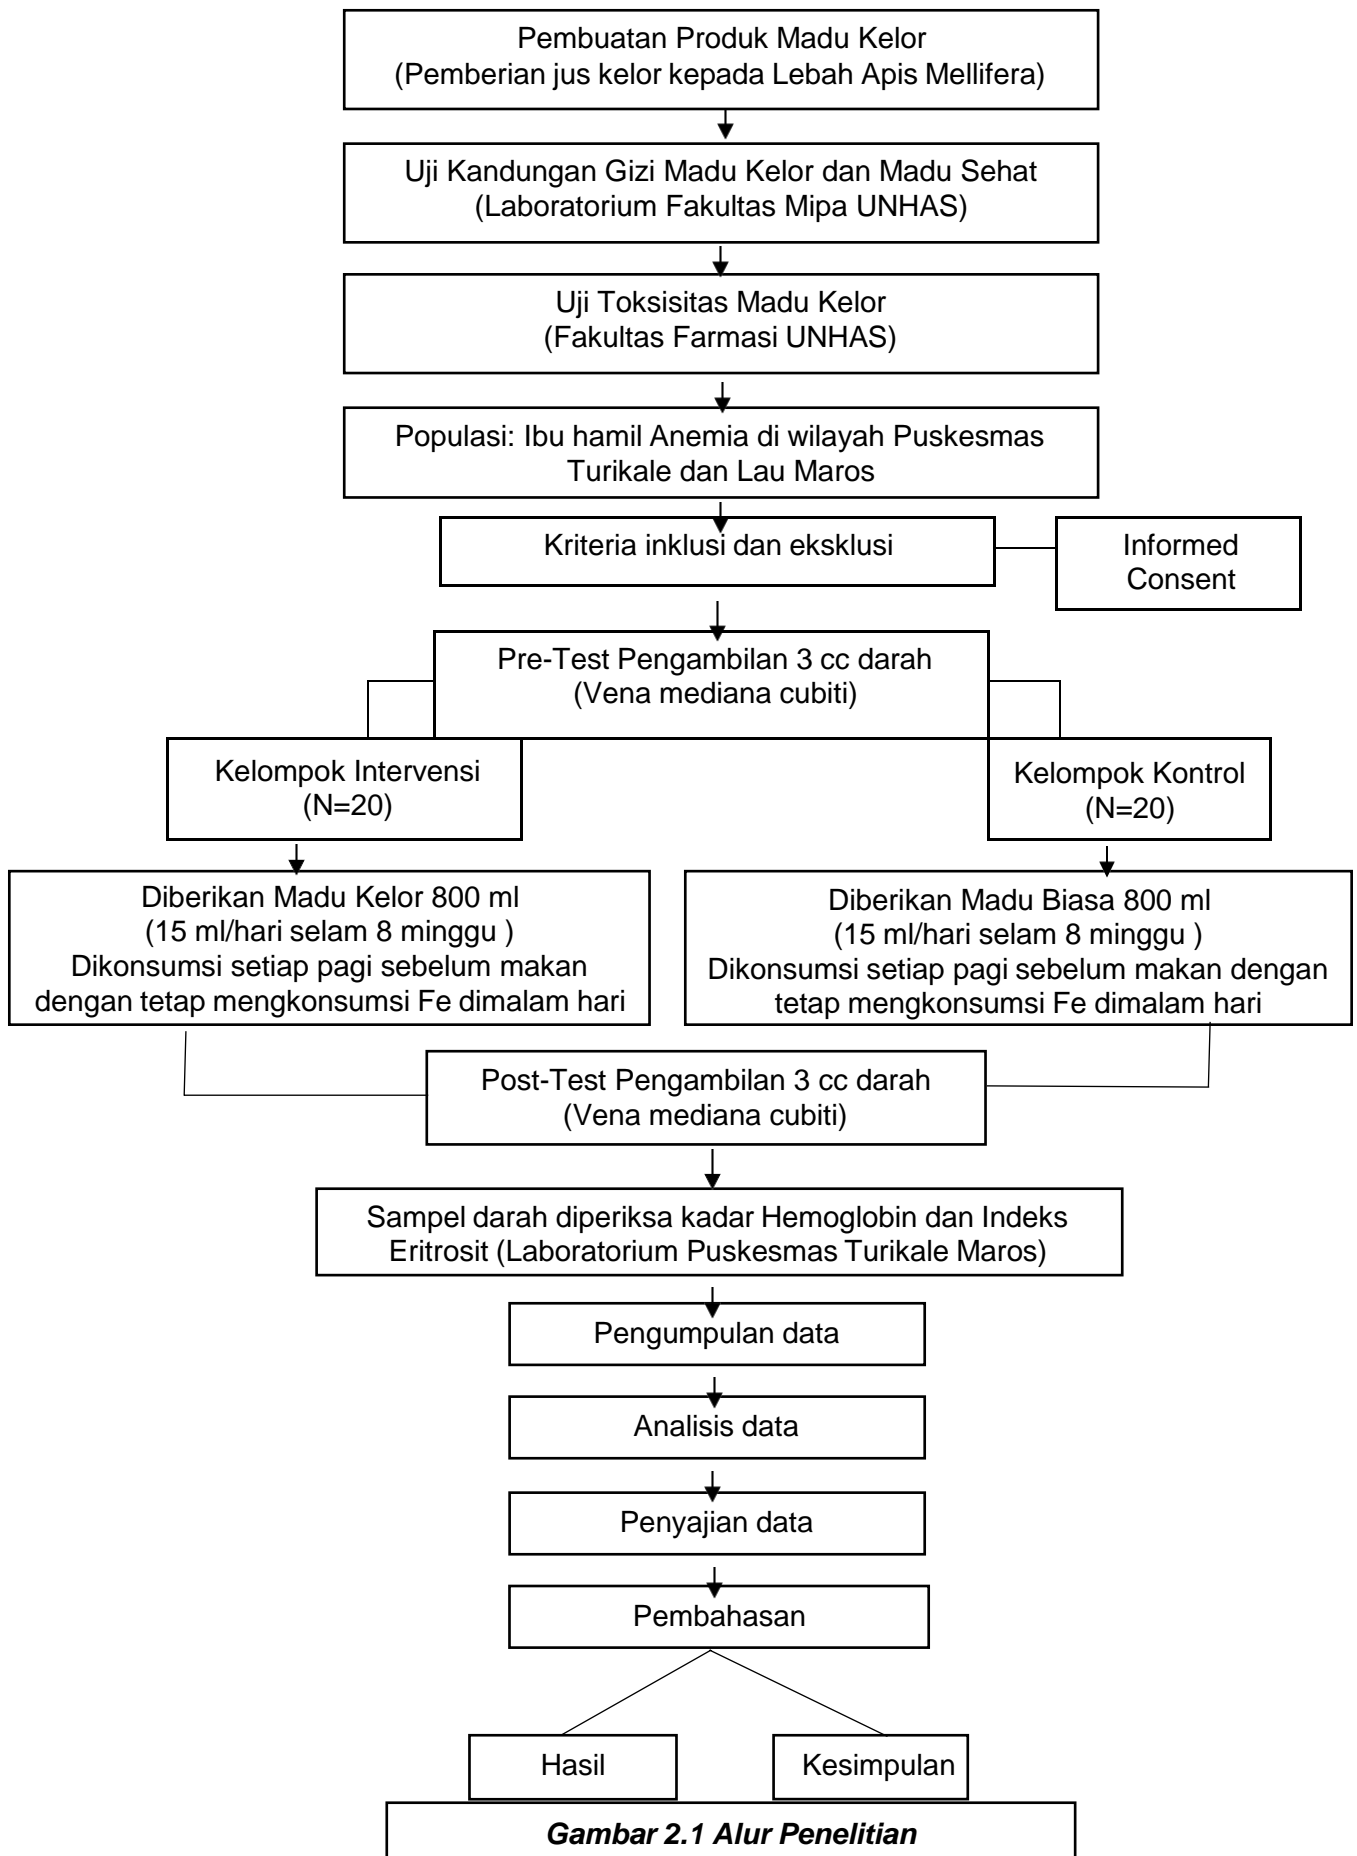 Pembuatan Produk Madu Kelor
(Pemberian jus kelor kepada Lebah Apis Mellifera)
Uji Kandungan Gizi Madu Kelor dan Madu Sehat
(Laboratorium Fakultas Mipa UNHAS)
Uji Toksisitas Madu Kelor
(Fakultas Farmasi UNHAS)
Populasi: Ibu hamil Anemia di wilayah Puskesmas
Turikale dan Lau Maros
Kriteria inklusi dan eksklusi
Informed
Consent
Pre-Test Pengambilan 3 cc darah
(Vena mediana cubiti)
Kelompok Intervensi
(N=20)
Kelompok Kontrol
(N=20)
Diberikan Madu Kelor 800 ml
(15 ml/hari selam 8 minggu )
Dikonsumsi setiap pagi sebelum makan
dengan tetap mengkonsumsi Fe dimalam hari
Diberikan Madu Biasa 800 ml
(15 ml/hari selam 8 minggu )
Dikonsumsi setiap pagi sebelum makan dengan
tetap mengkonsumsi Fe dimalam hari
Post-Test Pengambilan 3 cc darah
(Vena mediana cubiti)
Sampel darah diperiksa kadar Hemoglobin dan Indeks
Eritrosit (Laboratorium Puskesmas Turikale Maros)
Pengumpulan data
Analisis data
Penyajian data
Pembahasan
Hasil
Kesimpulan
Gambar 2.1 Alur Penelitian